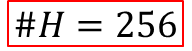 #𝐻 = 256